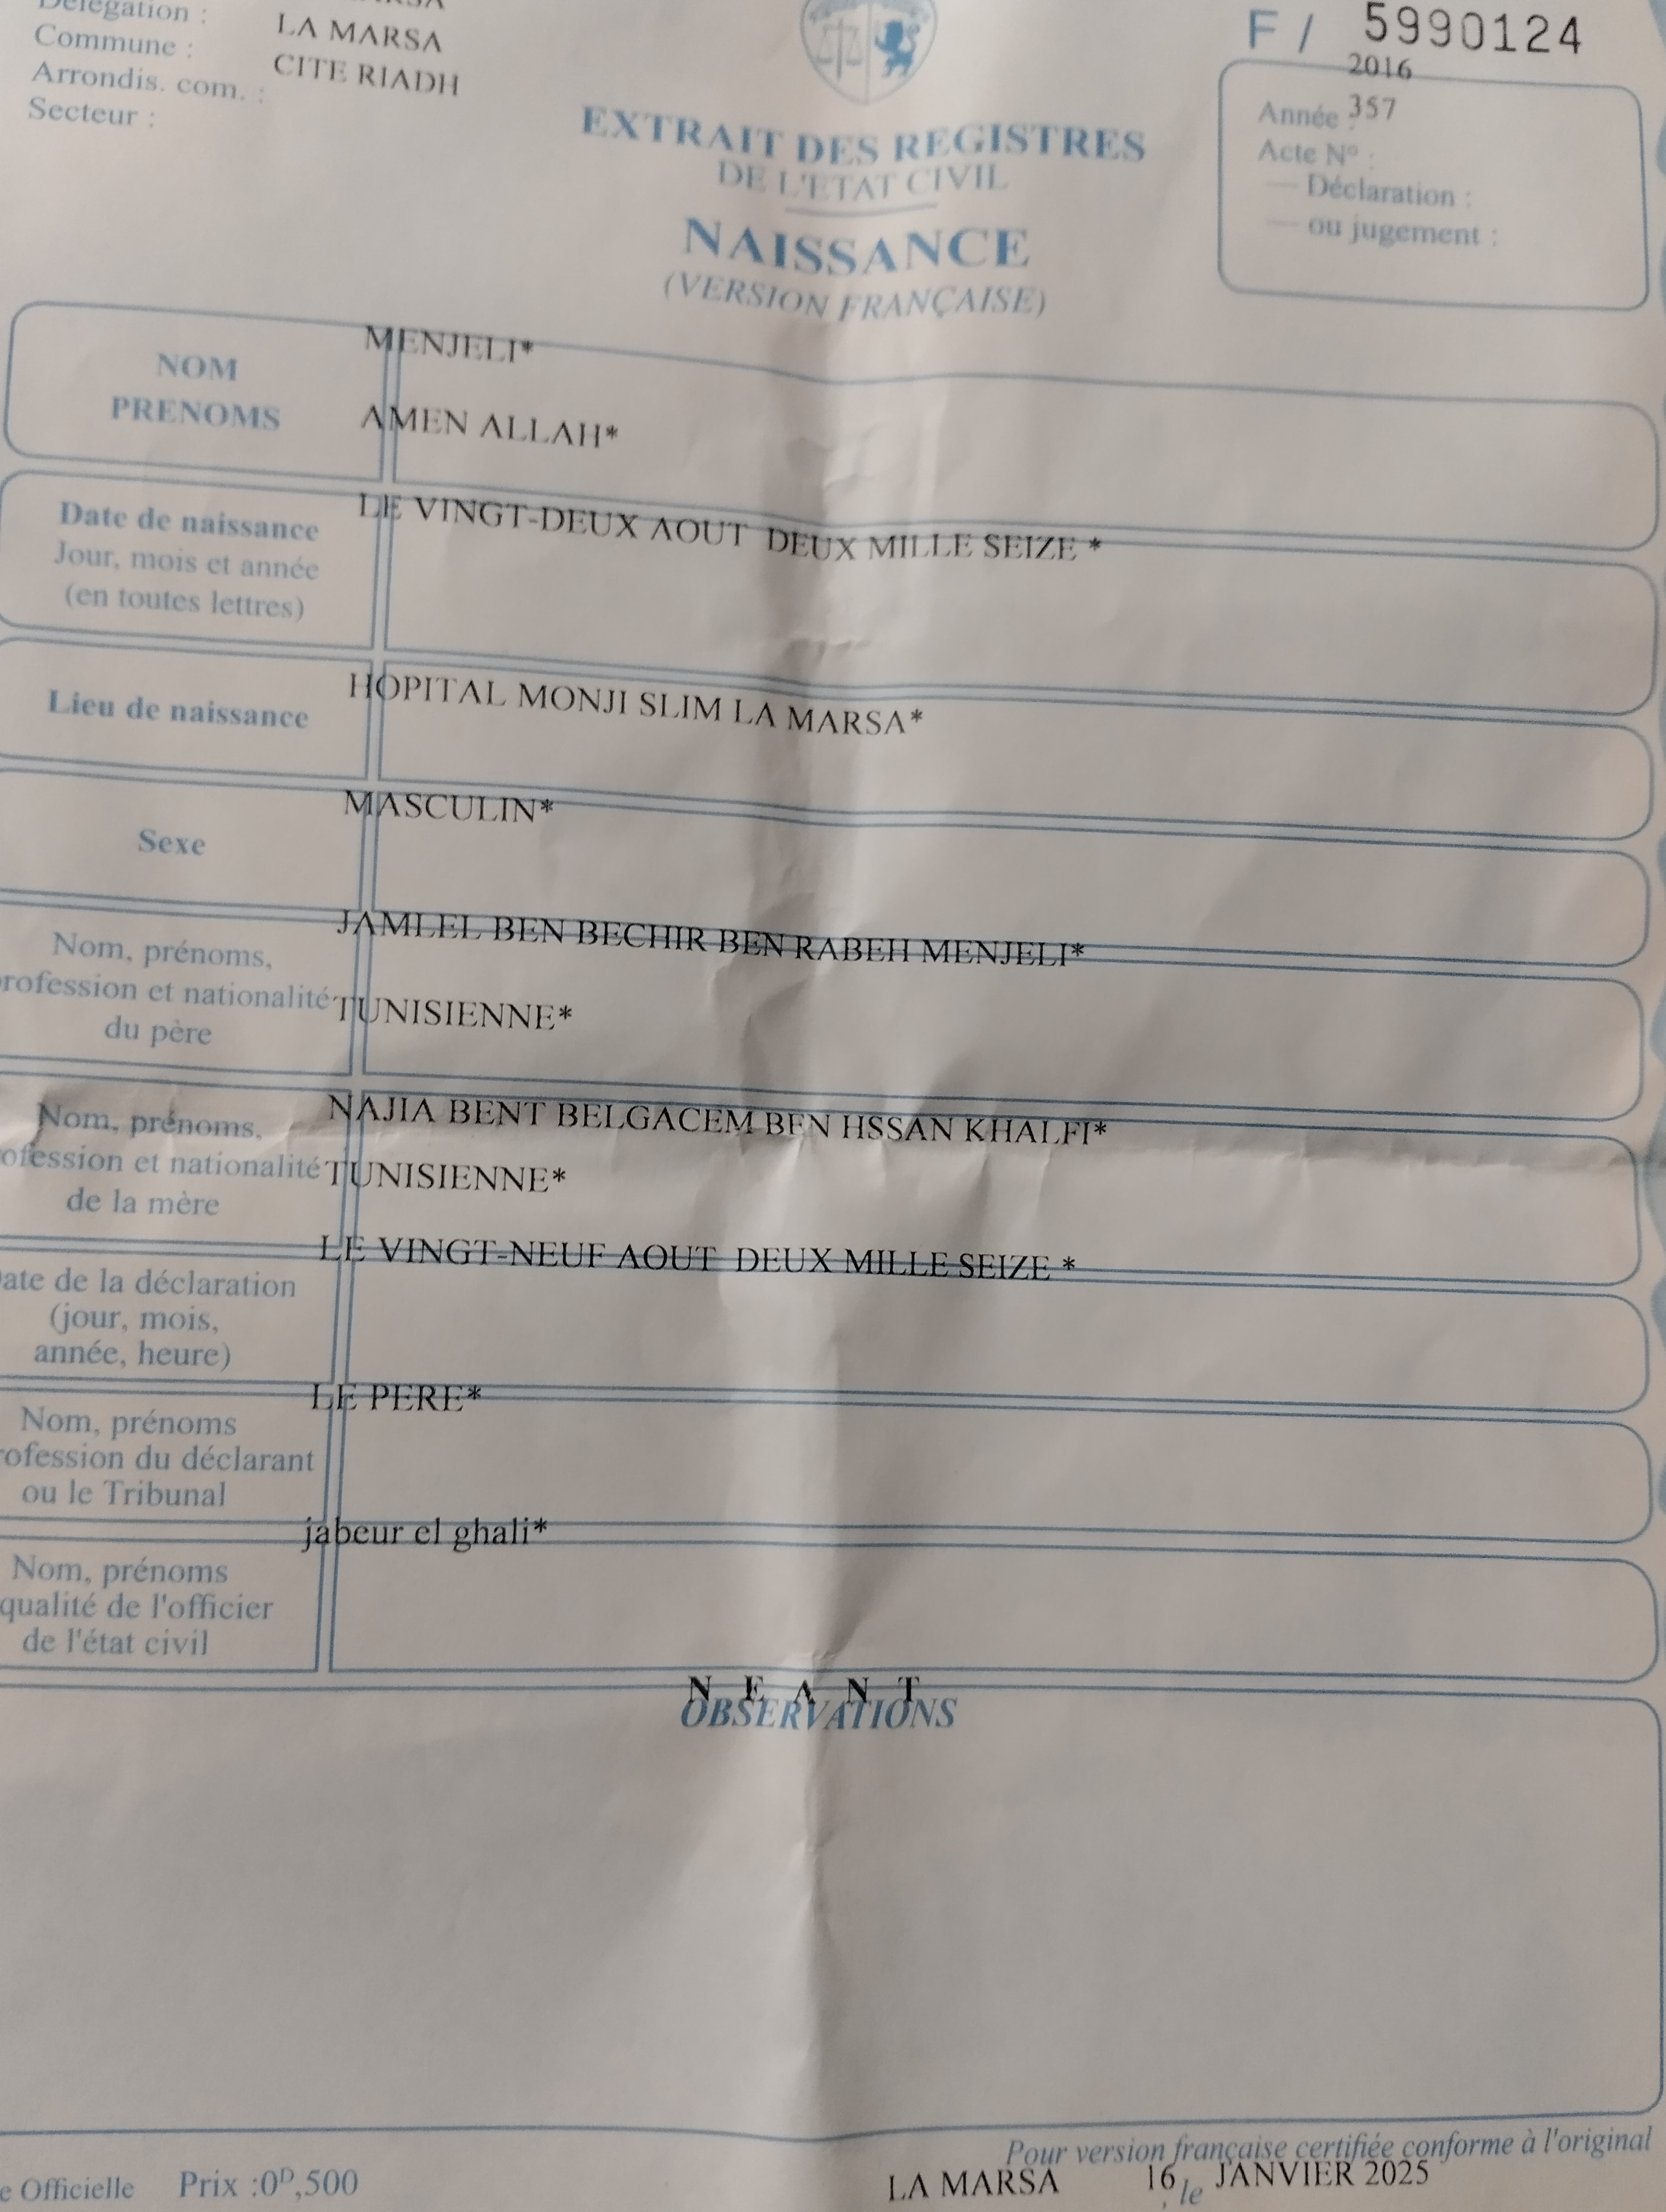 Délégation :
LA MARSA
Commune :
CITE RIADH
Arrondis. com. :
Secteur :
F / 5990124
2016
Année : 357
Acte N° :
— Déclaration :
— ou jugement :
EXTRAIT DES REGISTRES
DE L'ETAT CIVIL
NAISSANCE
(VERSION FRANÇAISE)
NOM
MENJELI*
PRENOMS
AMEN ALLAH*
Date de naissance
Jour, mois et année
(en toutes lettres)
LE VINGT-DEUX AOUT DEUX MILLE SEIZE *
Lieu de naissance
HOPITAL MONJI SLIM LA MARSA*
Sexe
MASCULIN*
Nom, prénoms,
rofession et nationalité
du père
JAMLEL BEN BECHIR BEN RABEH MENJELI*
TUNISIENNE*
Nom, prénoms,
ofession et nationalité
de la mère
NAJIA BENT BELGACEM BEN HSSAN KHALFI*
TUNISIENNE*
ate de la déclaration
(jour, mois,
année, heure)
LE VINGT-NEUF AOUT DEUX MILLE SEIZE *
Nom, prénoms
rofession du déclarant
ou le Tribunal
LE PERE*
Nom, prénoms
qualité de l'officier
de l'état civil
jabeur el ghali*
N E A N T
OBSERVATIONS
Pour version française certifiée conforme à l'original
LA MARSA 16 , le JANVIER 2025
e Officielle Prix :0ᴰ,500